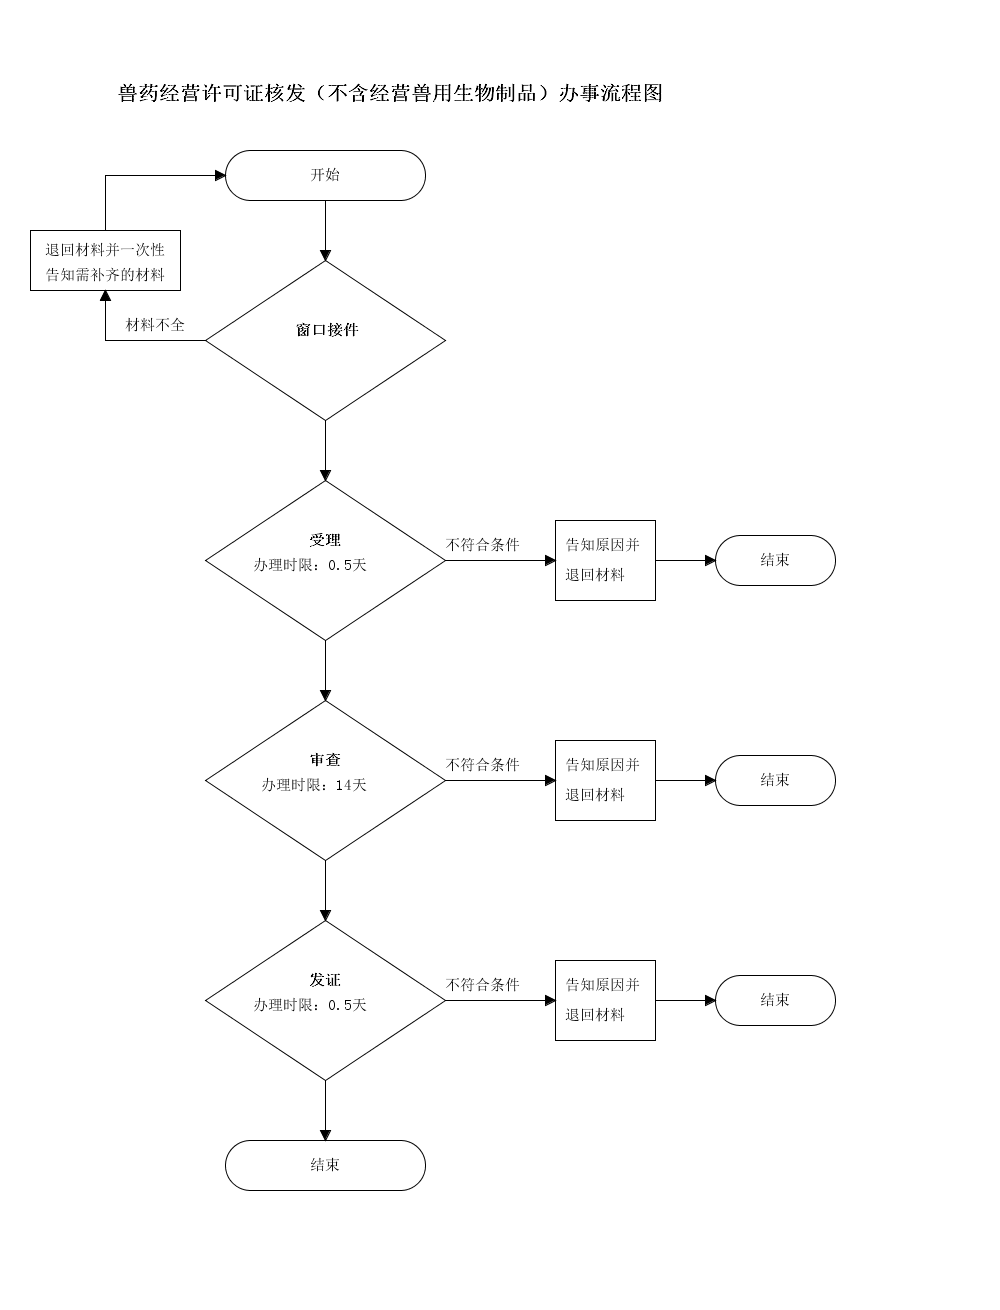 兽药经营许可证核发（不含经营兽用生物制品）办事流程图
开始
退回材料并一次性
告知需补齐的材料
材料不全
窗口接件
受理
办理时限：0.5天
不符合条件
告知原因并
退回材料
结束
审查
办理时限：14天
不符合条件
告知原因并
退回材料
结束
发证
办理时限：0.5天
不符合条件
告知原因并
退回材料
结束
结束